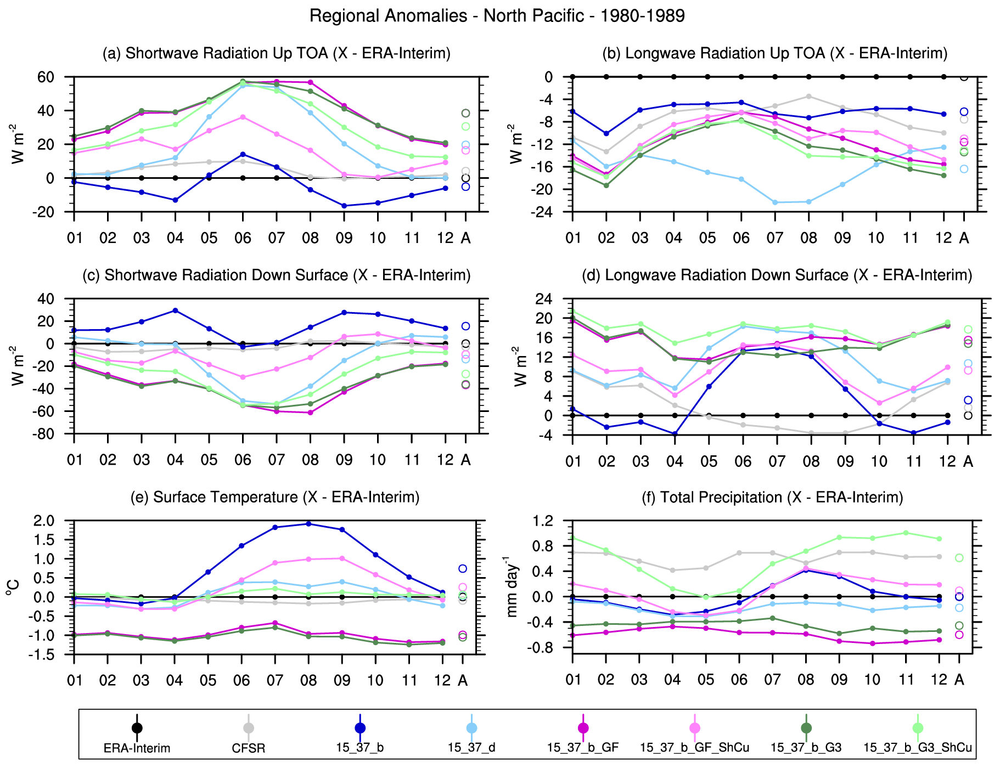 Regional Anomalies - North Pacific - 1980-1989
(a) Shortwave Radiation Up TOA (X - ERA-Interim)
60
40
20
0
-20
W m-2
01 02 03 04 05 06 07 08 09 10 11 12 A
(b) Longwave Radiation Up TOA (X - ERA-Interim)
0
-4
-8
-12
-16
-20
-24
W m-2
01 02 03 04 05 06 07 08 09 10 11 12 A
(c) Shortwave Radiation Down Surface (X - ERA-Interim)
40
20
0
-20
-40
-60
-80
W m-2
01 02 03 04 05 06 07 08 09 10 11 12 A
(d) Longwave Radiation Down Surface (X - ERA-Interim)
24
20
16
12
8
4
0
-4
W m-2
01 02 03 04 05 06 07 08 09 10 11 12 A
(e) Surface Temperature (X - ERA-Interim)
2.0
1.5
1.0
0.5
0.0
-0.5
-1.0
-1.5
oC
01 02 03 04 05 06 07 08 09 10 11 12 A
(f) Total Precipitation (X - ERA-Interim)
1.2
0.8
0.4
0.0
-0.4
-0.8
mm day-1
01 02 03 04 05 06 07 08 09 10 11 12 A
ERA-Interim CFSR 15_37_b 15_37_d 15_37_b_GF 15_37_b_GF_ShCu 15_37_b_G3 15_37_b_G3_ShCu